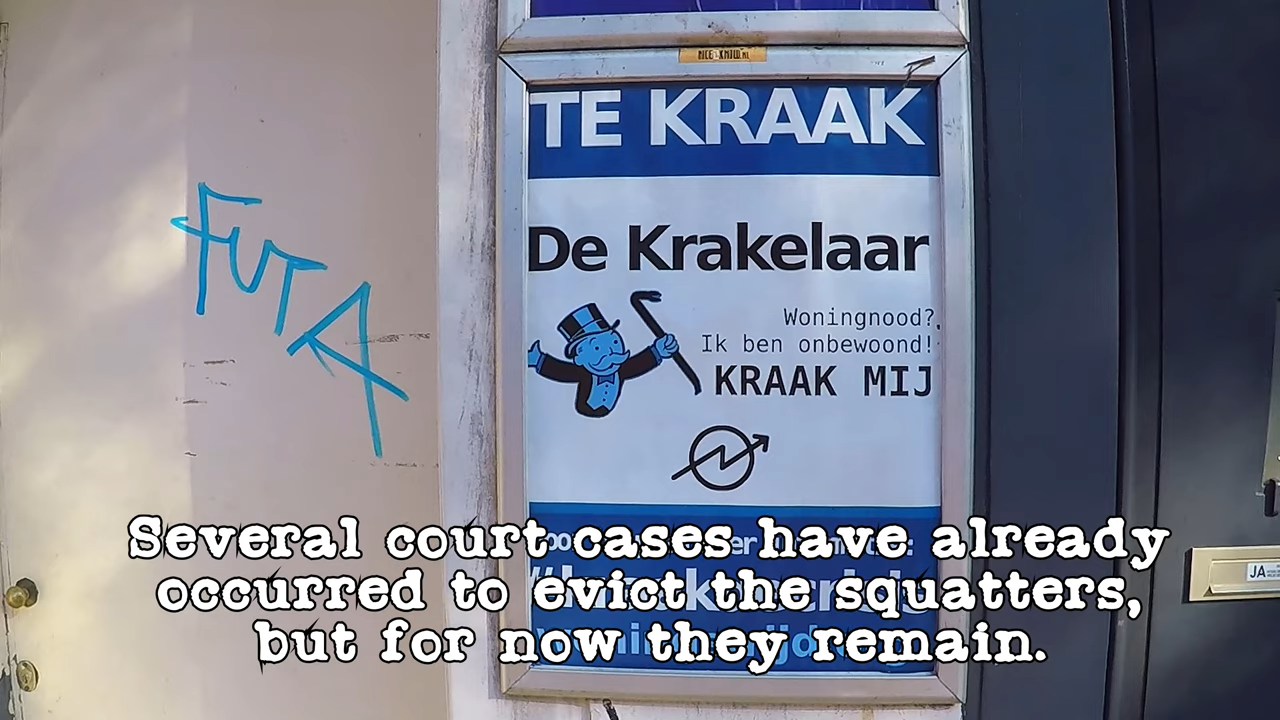 TE KRAAK
De Krakelaar
Woningnood?
Ik ben onbewoond!
KRAAK MIJ
FUTA
Several court cases have already
occurred to evict the squatters,
but for now they remain.
JA